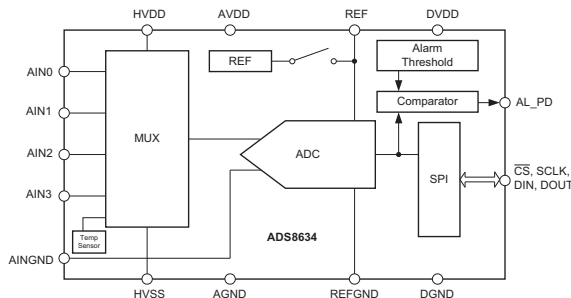 HVDD
AVDD
REF
DVDD
REF
Alarm
Threshold
AIN0
AIN1
AIN2
AIN3
MUX
ADC
Comparator
AL_PD
SPI
CS, SCLK,
DIN, DOUT
Temp
Sensor
ADS8634
AINGND
HVSS
AGND
REFGND
DGND